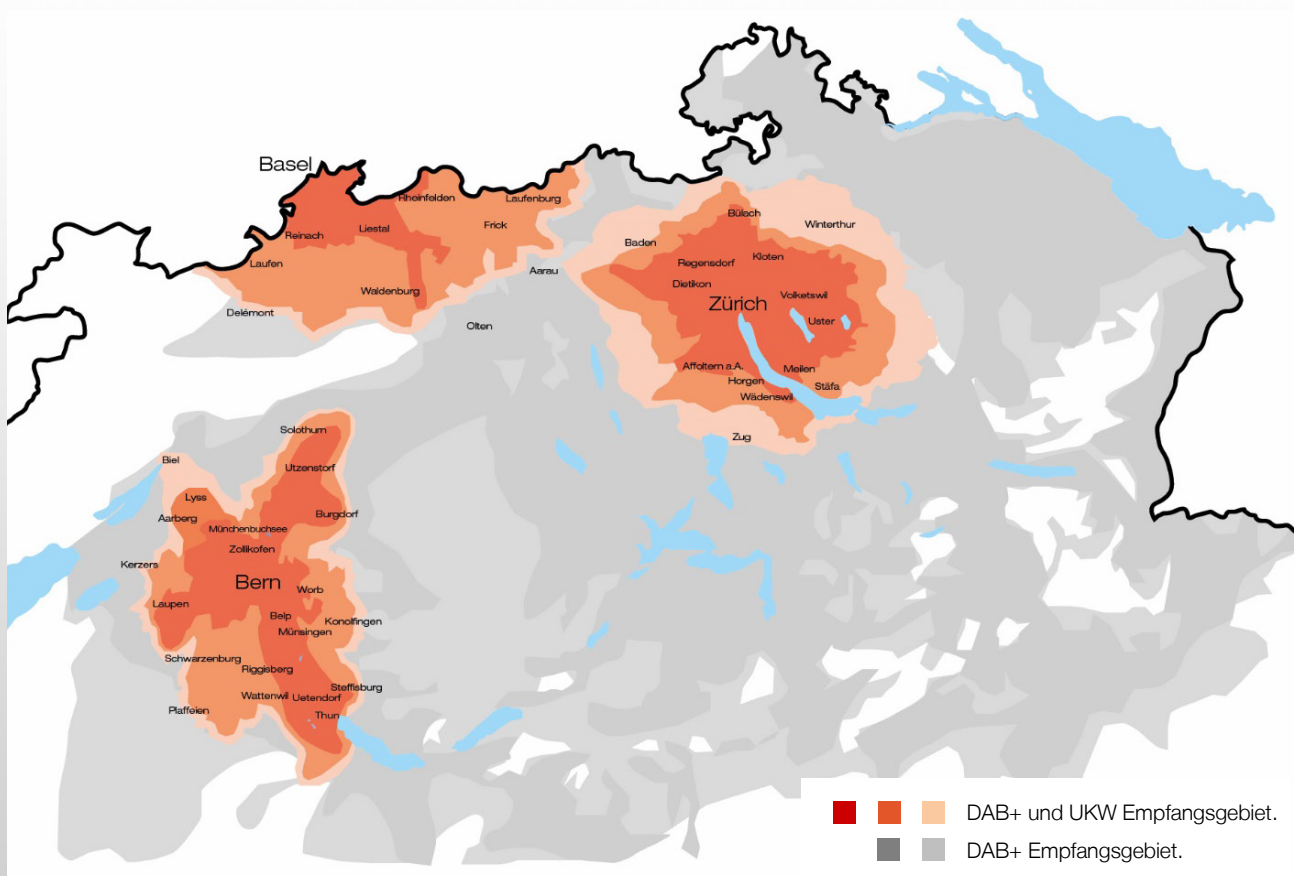 Basel
Rheinfelden
Laufenburg
Reinach
Liestal
Frick
Laufen
Waldenburg
Delémont
Aarau
Olten
Bülach
Winterthur
Baden
Kloten
Regensdorf
Dietikon
Volketswil
Zürich
Uster
Affoltern a.A.
Meilen
Horgen
Stäfa
Wädenswil
Zug
Solothurn
Biel
Utzenstorf
Lyss
Aarberg
Burgdorf
Münchenbuchsee
Zollikofen
Kerzers
Bern
Worb
Laupen
Belp
Konolfingen
Münsingen
Schwarzenburg
Riggisberg
Steffisburg
Wattenwil
Uetendorf
Plaffeien
Thun
DAB+ und UKW Empfangsgebiet.
DAB+ Empfangsgebiet.